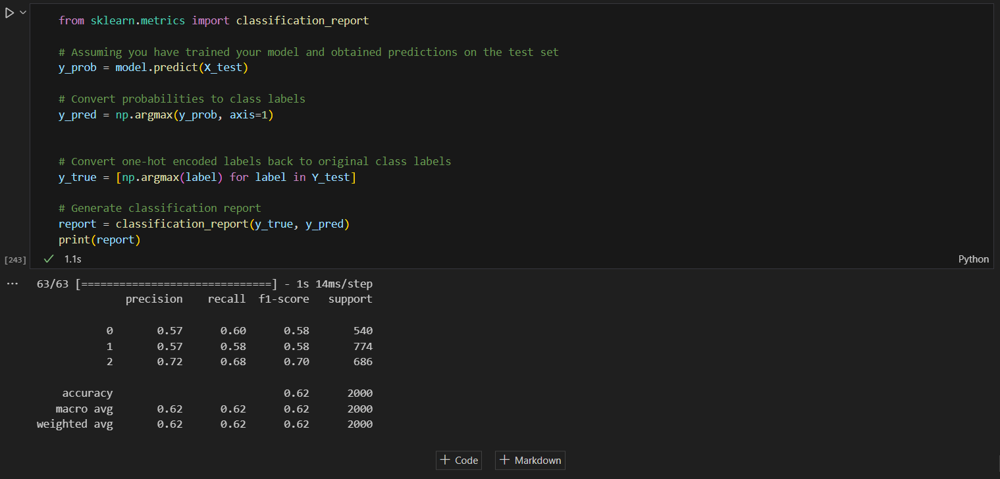 from sklearn.metrics import classification_report
# Assuming you have trained your model and obtained predictions on the test set
y_prob = model.predict(X_test)
# Convert probabilities to class labels
y_pred = np.argmax(y_prob, axis=1)
# Convert one-hot encoded labels back to original class labels
y_true = [np.argmax(label) for label in Y_test]
# Generate classification report
report = classification_report(y_true, y_pred)
print(report)
[243] 1.1s Python
63/63 [==============================] - 1s 14ms/step
precision recall f1-score support
0 0.57 0.60 0.58 540
1 0.57 0.58 0.58 774
2 0.72 0.68 0.70 686
accuracy 0.62 2000
macro avg 0.62 0.62 0.62 2000
weighted avg 0.62 0.62 0.62 2000
+ Code + Markdown